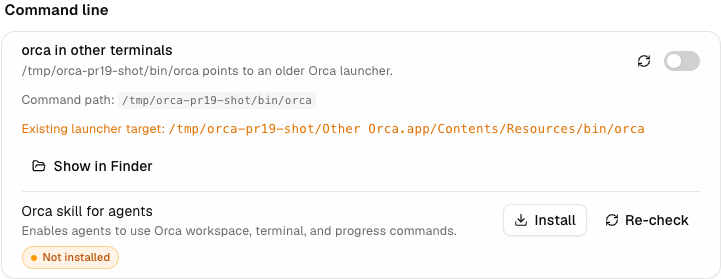 Command line
orca in other terminals
/tmp/orca-pr19-shot/bin/orca points to an older Orca launcher.
Command path: /tmp/orca-pr19-shot/bin/orca
Existing launcher target: /tmp/orca-pr19-shot/Other Orca.app/Contents/Resources/bin/orca
Show in Finder
Orca skill for agents
Install
Re-check
Enables agents to use Orca workspace, terminal, and progress commands.
Not installed